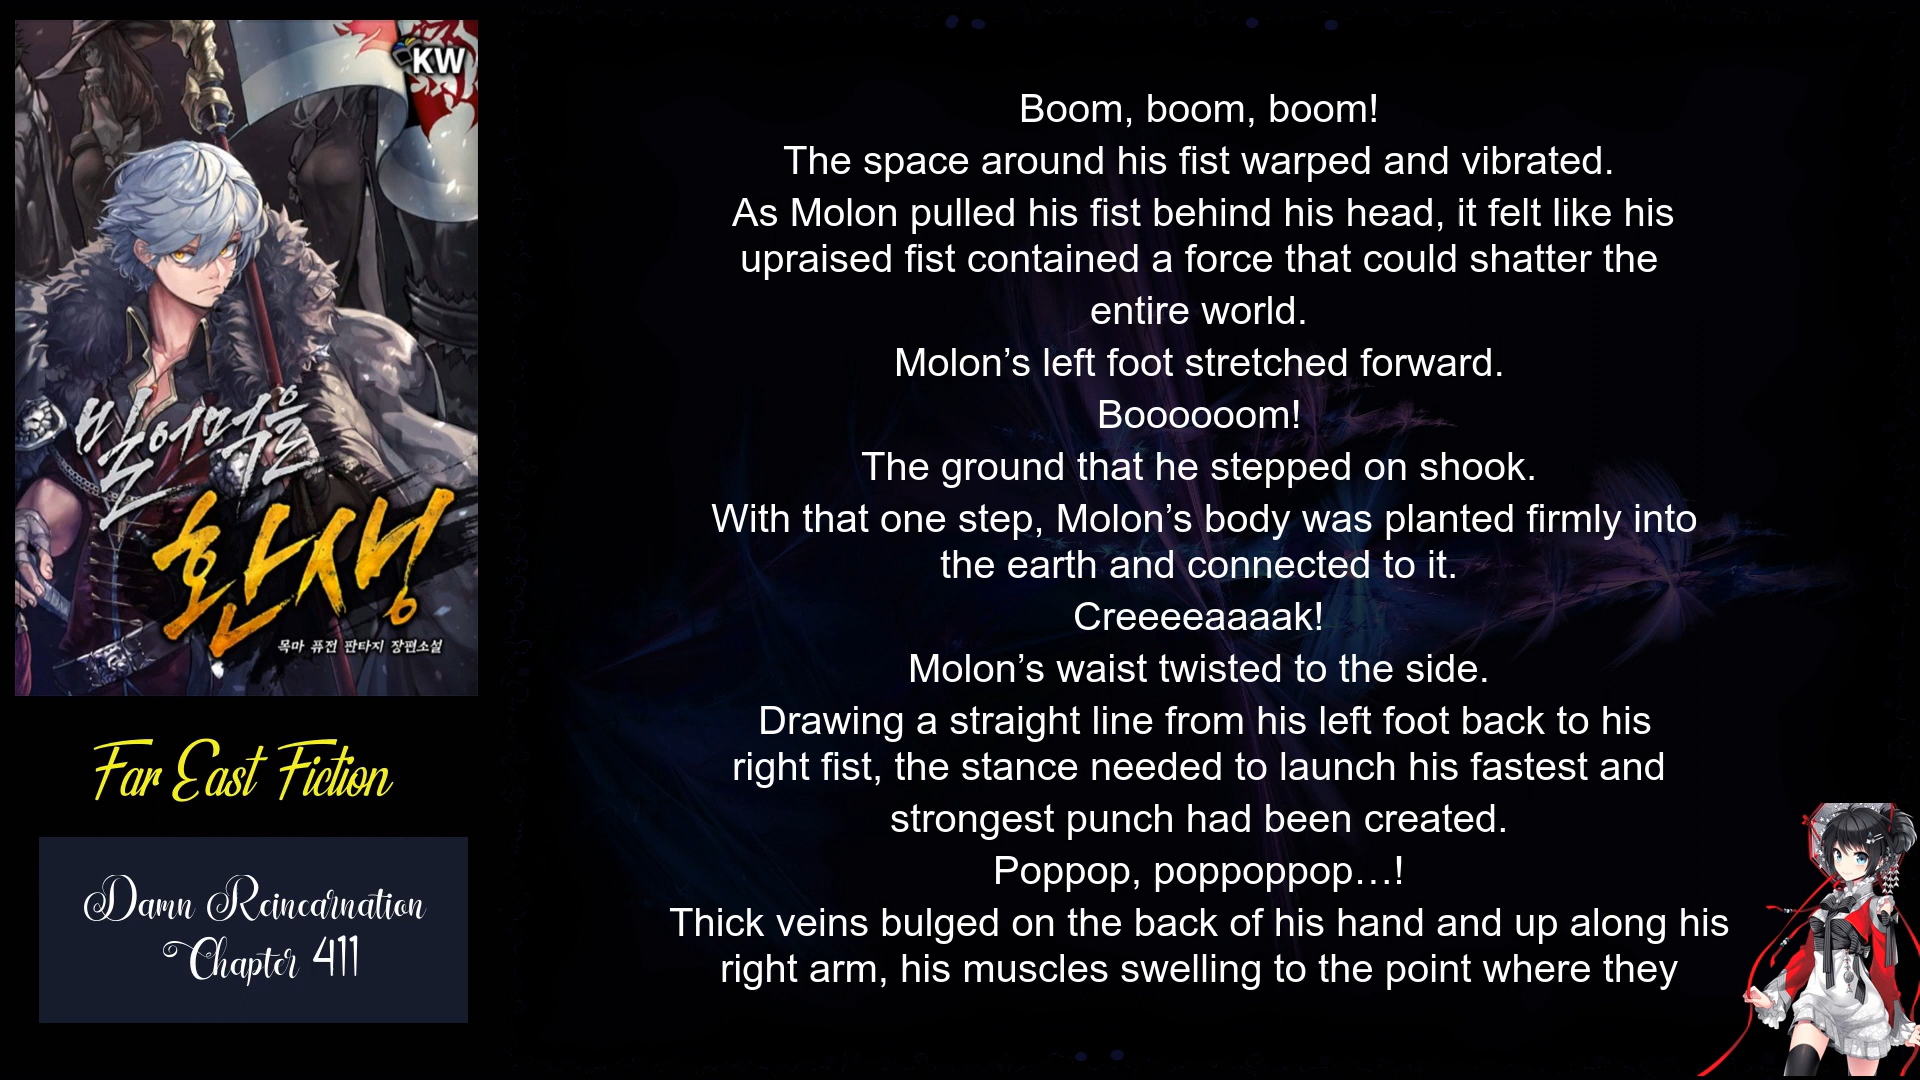 KW
빌어먹을
환생
목마 퓨전 판타지 장편소설
Far East Fiction
Damn Reincarnation
Chapter 411
Boom, boom, boom!
The space around his fist warped and vibrated.
As Molon pulled his fist behind his head, it felt like his
upraised fist contained a force that could shatter the
entire world.
Molon’s left foot stretched forward.
Boooooom!
The ground that he stepped on shook.
With that one step, Molon’s body was planted firmly into
the earth and connected to it.
Creeeeaaaak!
Molon’s waist twisted to the side.
Drawing a straight line from his left foot back to his
right fist, the stance needed to launch his fastest and
strongest punch had been created.
Poppop, poppoppop…!
Thick veins bulged on the back of his hand and up along his
right arm, his muscles swelling to the point where they